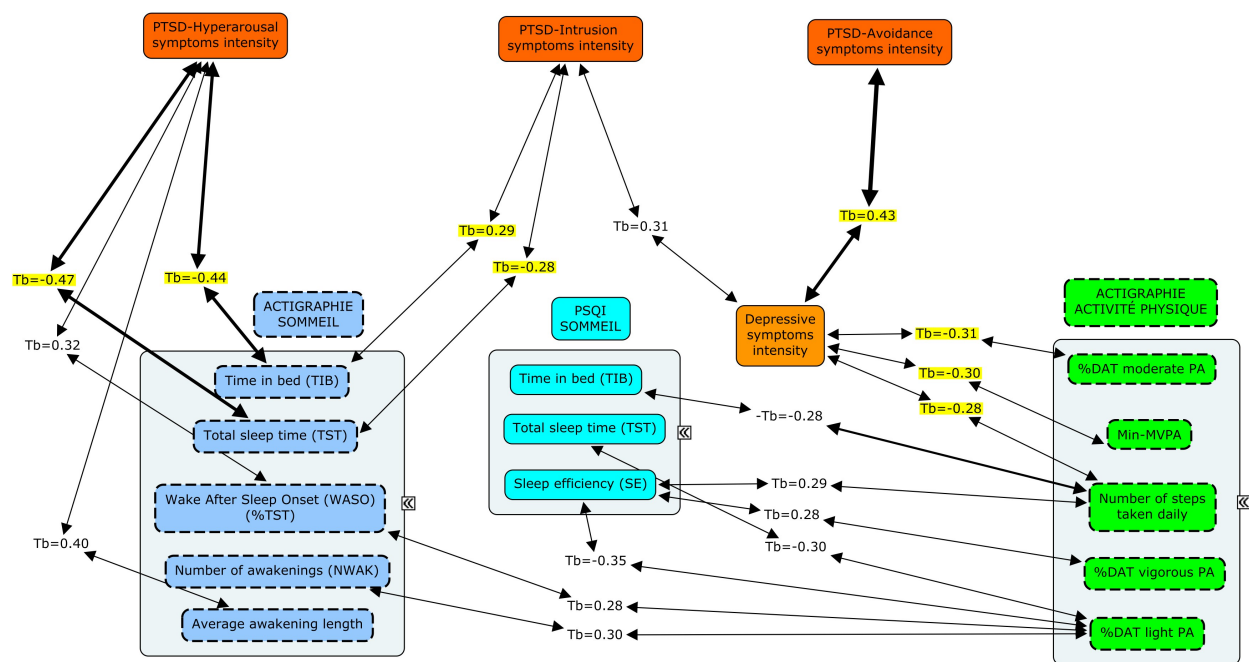 PTSD-Hyperarousal
symptoms intensity
PTSD-Intrusion
symptoms intensity
PTSD-Avoidance
symptoms intensity
Tb=0.43
Tb=0.29
Tb=0.31
Tb=-0.28
Tb=-0.47
Tb=-0.44
ACTIGRAPHIE
SOMMEIL
PSQI
SOMMEIL
Depressive
symptoms
intensity
ACTIGRAPHIE
ACTIVITÉ PHYSIQUE
Tb=-0.31
Tb=-0.30
Tb=-0.28
Tb=0.32
Time in bed (TIB)
Total sleep time (TST)
Wake After Sleep Onset (WASO)
(%TST)
Number of awakenings (NWAK)
Average awakening length
Tb=0.40
Time in bed (TIB)
Total sleep time (TST)
Sleep efficiency (SE)
-Tb=-0.28
Tb=0.29
Tb=0.28
Tb=-0.30
Tb=-0.35
Tb=0.28
Tb=0.30
%DAT moderate PA
Min-MVPA
Number of steps
taken daily
%DAT vigorous PA
%DAT light PA